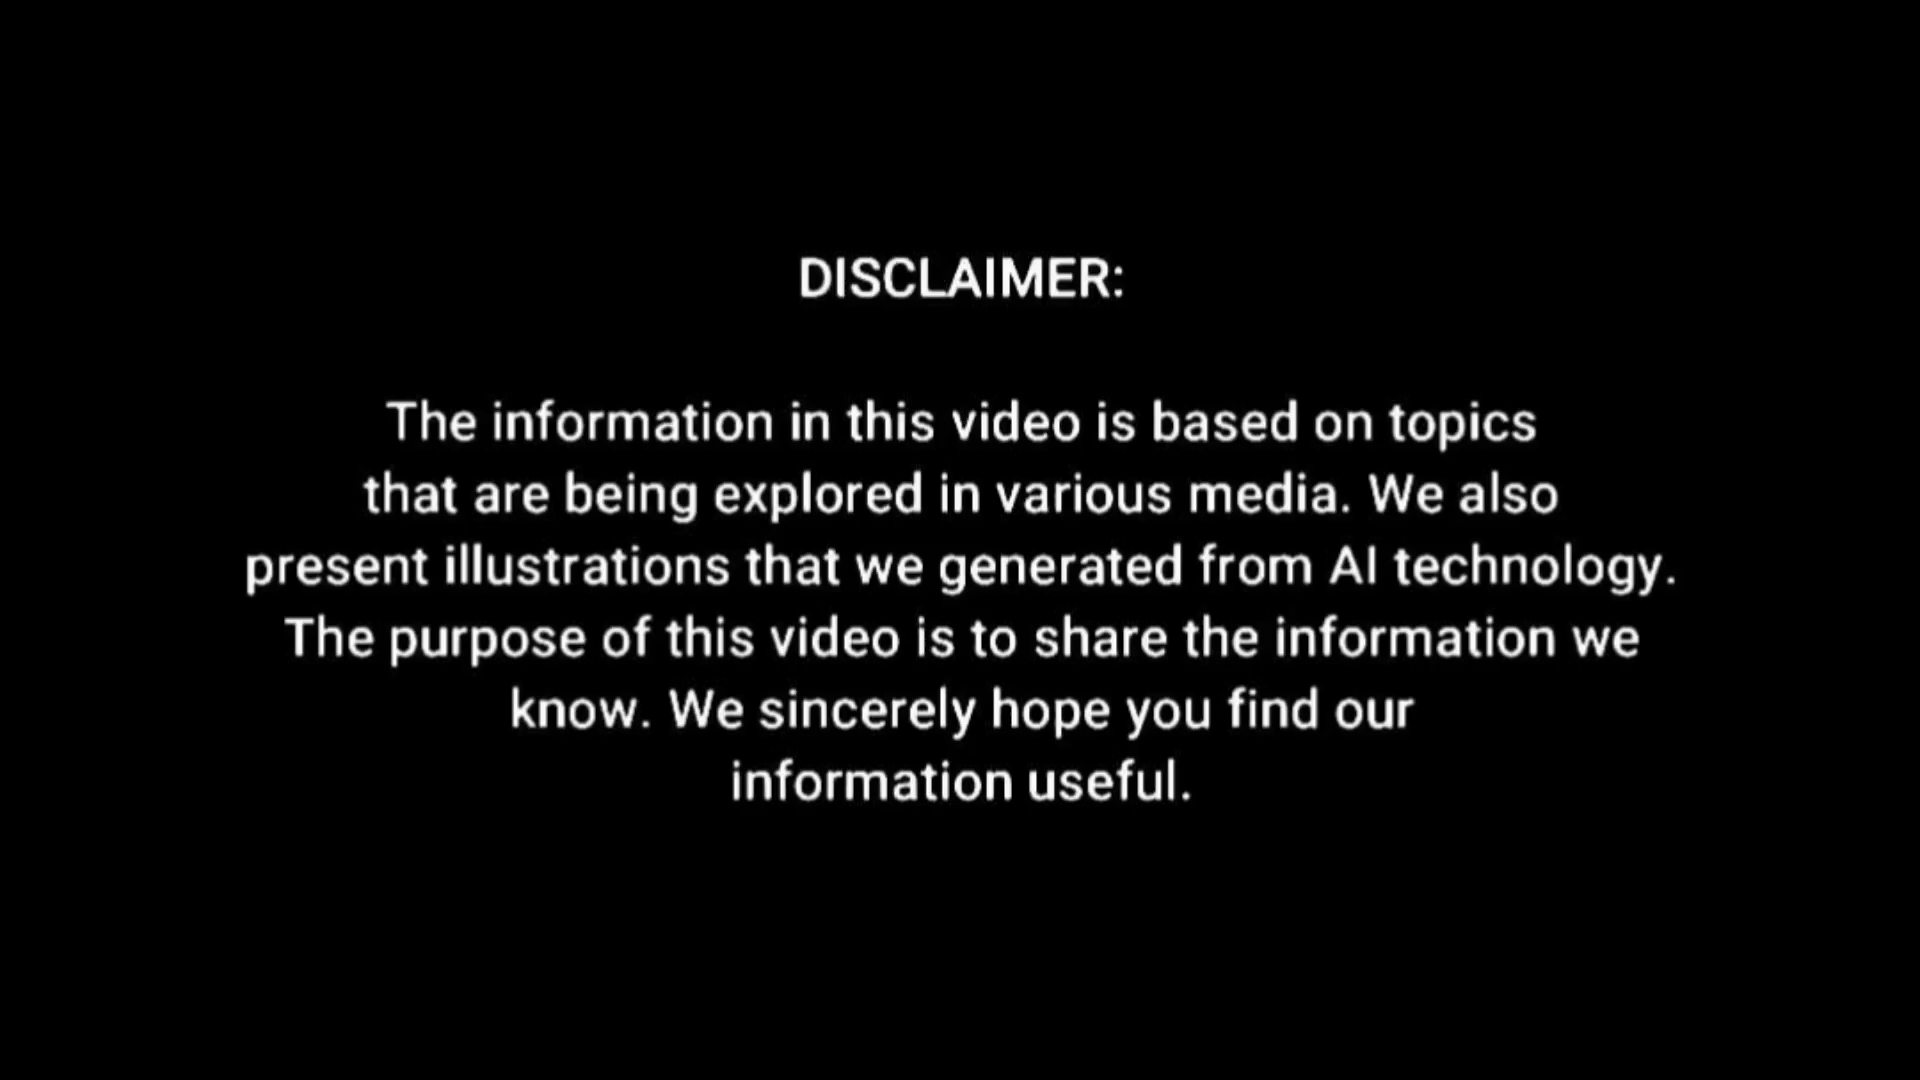 DISCLAIMER:
The information in this video is based on topics
that are being explored in various media. We also
present illustrations that we generated from AI technology.
The purpose of this video is to share the information we
know. We sincerely hope you find our
information useful.